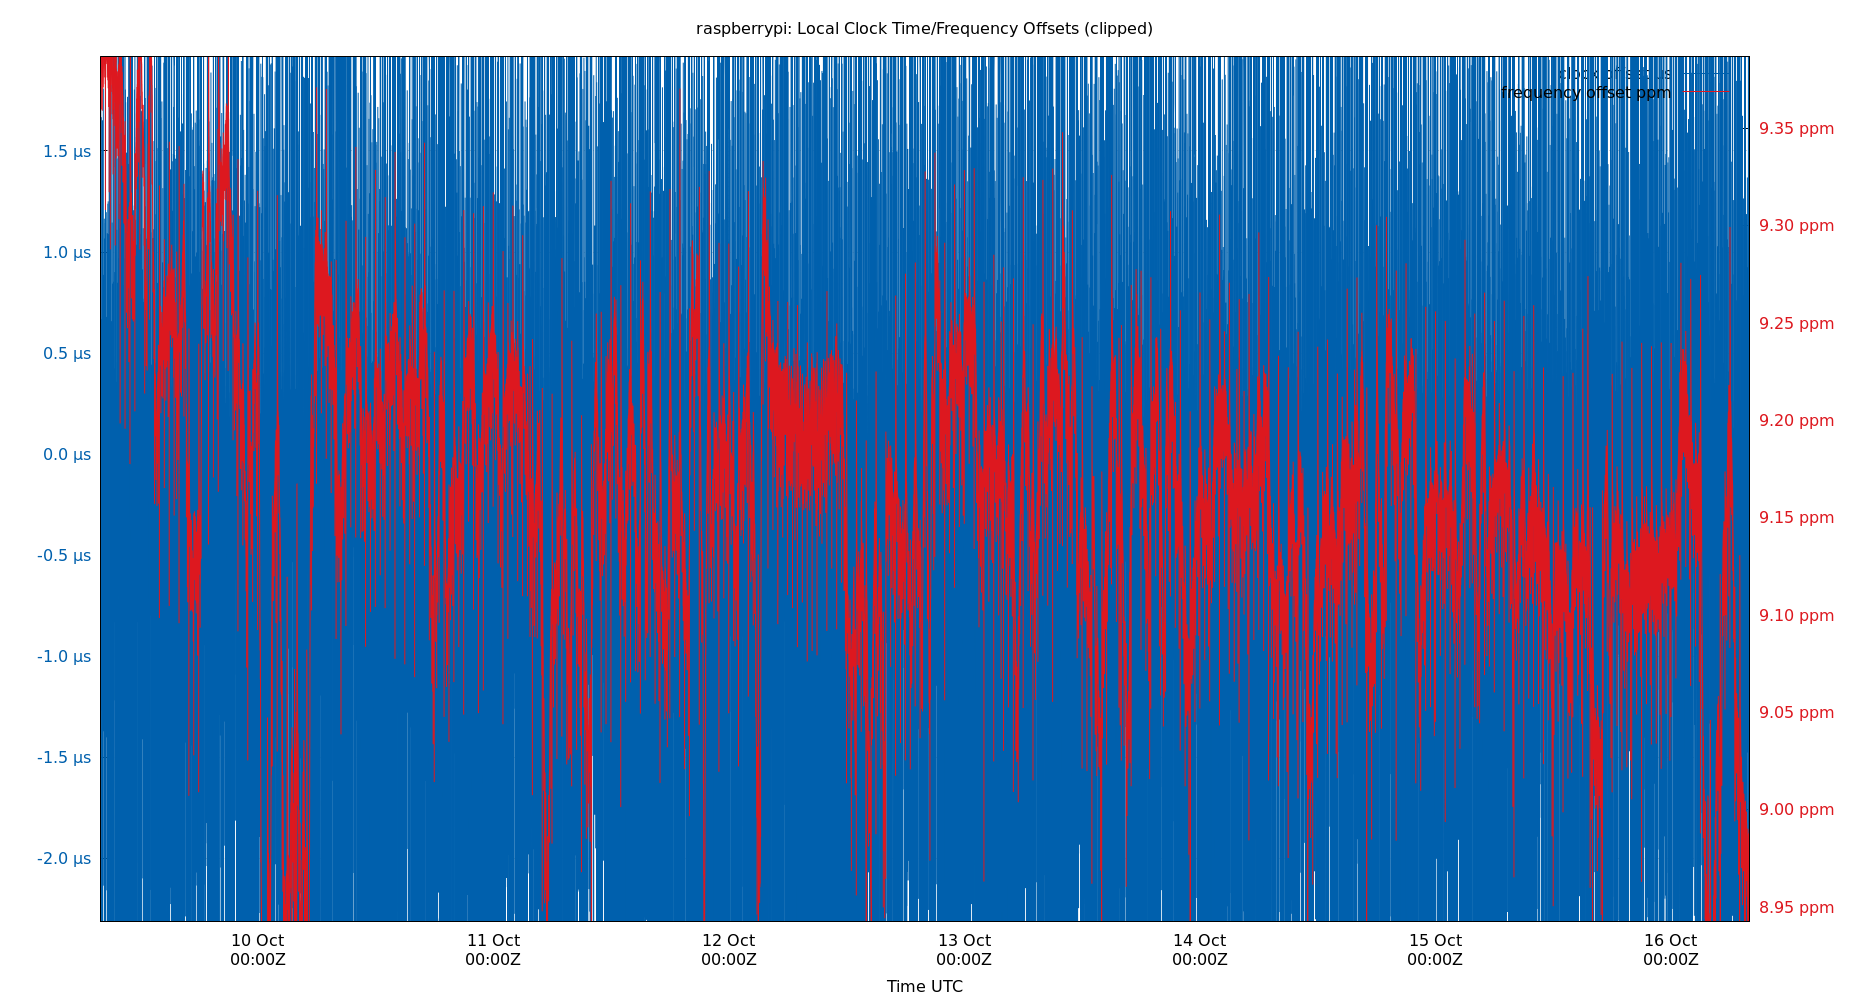 raspberrypi: Local Clock Time/Frequency Offsets (clipped)
clock offset us
frequency offset ppm
1.5 μs
1.0 μs
0.5 μs
0.0 μs
-0.5 μs
-1.0 μs
-1.5 μs
-2.0 μs
9.35 ppm
9.30 ppm
9.25 ppm
9.20 ppm
9.15 ppm
9.10 ppm
9.05 ppm
9.00 ppm
8.95 ppm
10 Oct 11 Oct 12 Oct 13 Oct 14 Oct 15 Oct 16 Oct
00:00Z 00:00Z 00:00Z 00:00Z 00:00Z 00:00Z 00:00Z
Time UTC